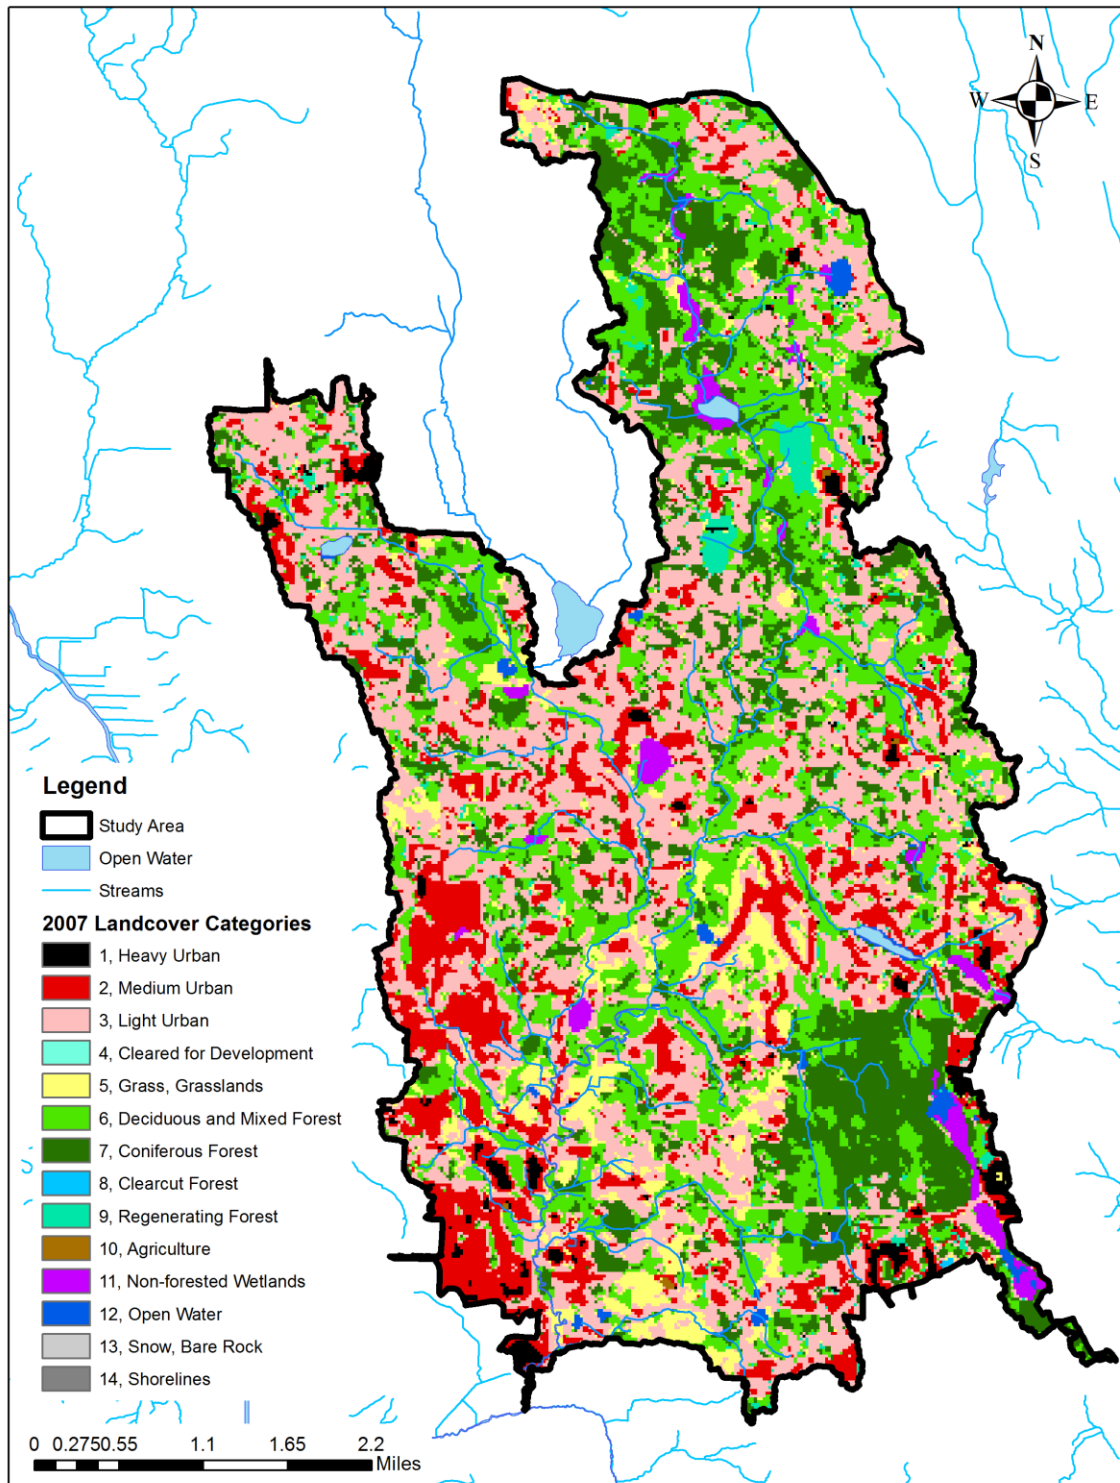 N
W E
S
Legend
Study Area
Open Water
Streams
2007 Landcover Categories
1, Heavy Urban
2, Medium Urban
3, Light Urban
4, Cleared for Development
5, Grass, Grasslands
6, Deciduous and Mixed Forest
7, Coniferous Forest
8, Clearcut Forest
9, Regenerating Forest
10, Agriculture
11, Non-forested Wetlands
12, Open Water
13, Snow, Bare Rock
14, Shorelines
0 0.2750.55 1.1 1.65 2.2
Miles